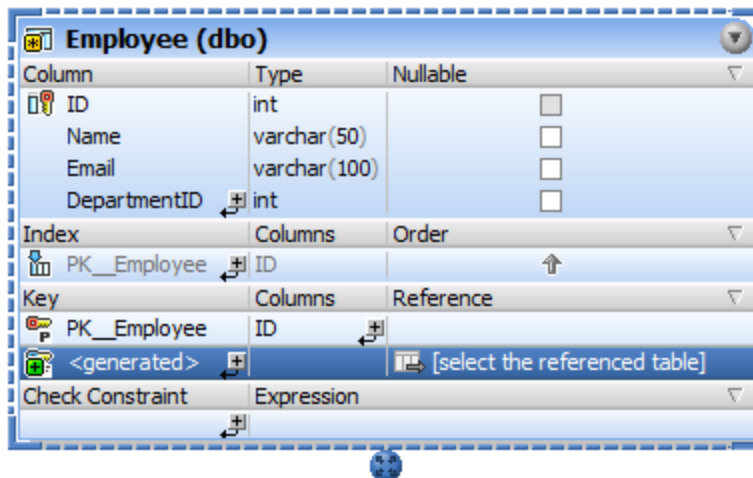 Employee (dbo)
Column Type Nullable
ID int
Name varchar(50)
Email varchar(100)
DepartmentID int
Index Columns Order
PK__Employee ID
Key Columns Reference
P PK__Employee ID
<generated> [select the referenced table]
Check Constraint Expression